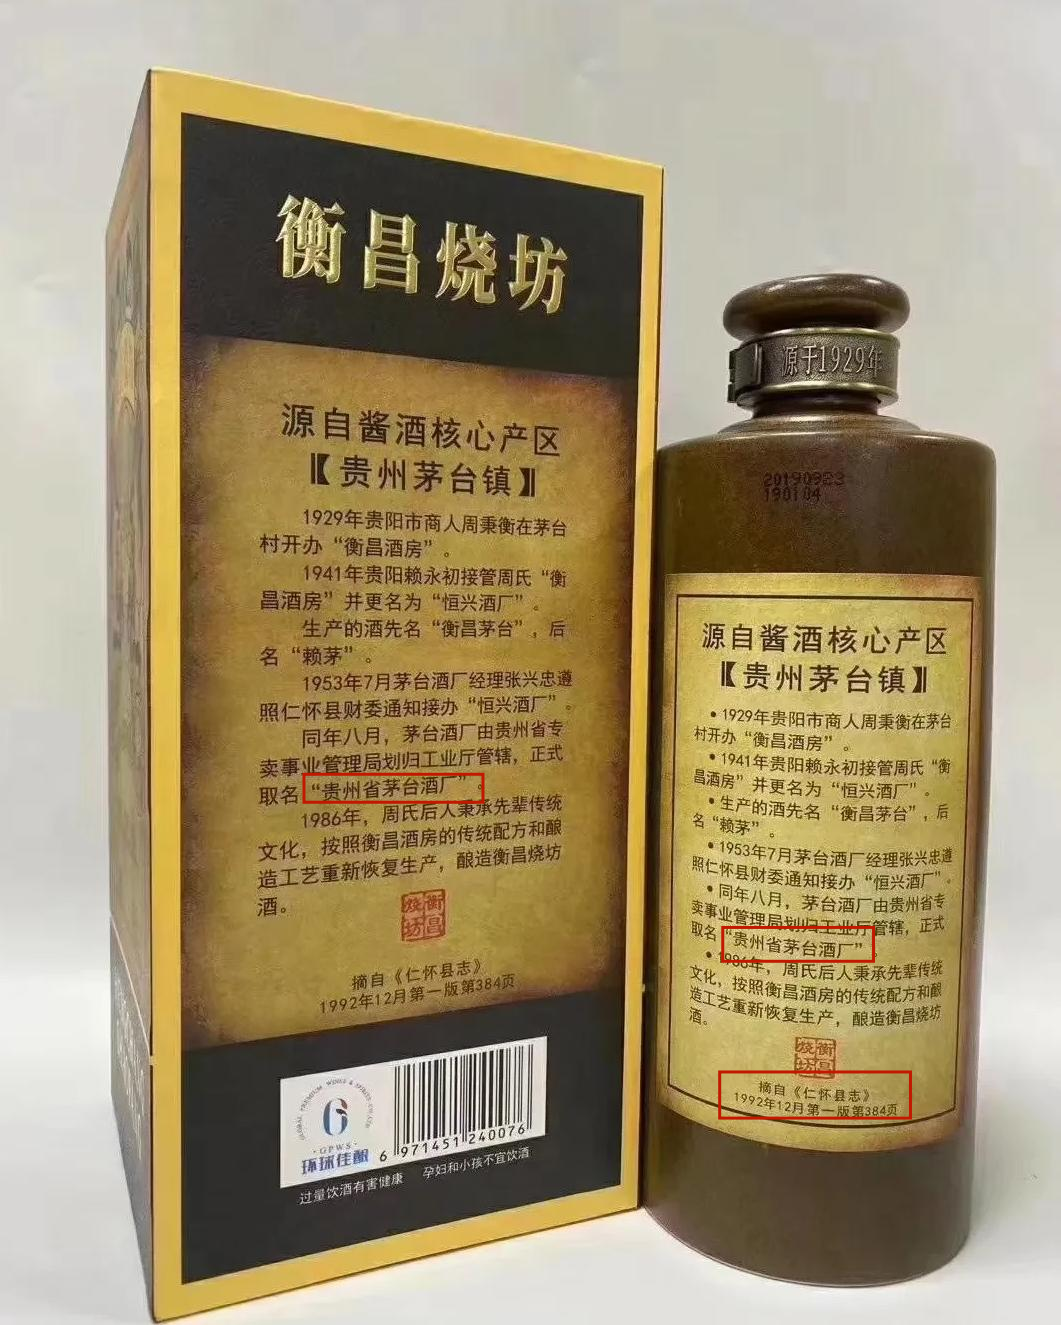 衡昌烧坊
源自酱酒核心产区
【贵州茅台镇】
1929年贵阳市商人周秉衡在茅台
村开办“衡昌酒房”。
1941年贵阳赖永初接管周氏“衡
昌酒房”并更名为“恒兴酒厂”。
生产的酒先名“衡昌茅台”，后
名“赖茅”。
1953年7月茅台酒厂经理张兴忠遵
照仁怀县财委通知接办“恒兴酒厂”。
同年八月，茅台酒厂由贵州省专
卖事业管理局划归工业厅管辖，正式
取名“贵州省茅台酒厂”。
1986年，周氏后人秉承先辈传统
文化，按照衡昌酒房的传统配方和酿
造工艺重新恢复生产，酿造衡昌烧坊
酒。
衡昌烧坊
摘自《仁怀县志》
1992年12月第一版第384页
GLOBAL PREMIUM WINES & SPIRITS CO.,LTD
·GPWS·
环球佳酿
6 971451 240076
过量饮酒有害健康 孕妇和小孩不宜饮酒
源于1929年
20190923
190104
源自酱酒核心产区
【贵州茅台镇】
•1929年贵阳市商人周秉衡在茅台
村开办“衡昌酒房”。
•1941年贵阳赖永初接管周氏“衡
昌酒房”并更名为“恒兴酒厂”。
•生产的酒先名“衡昌茅台”，后
名“赖茅”。
•1953年7月茅台酒厂经理张兴忠遵
照仁怀县财委通知接办“恒兴酒厂”。
•同年八月，茅台酒厂由贵州省专
卖事业管理局划归工业厅管辖，正式
取名“贵州省茅台酒厂”。
•1986年，周氏后人秉承先辈传统
文化，按照衡昌酒房的传统配方和酿
造工艺重新恢复生产，酿造衡昌烧坊
酒。
衡昌烧坊
摘自《仁怀县志》
1992年12月第一版第384页